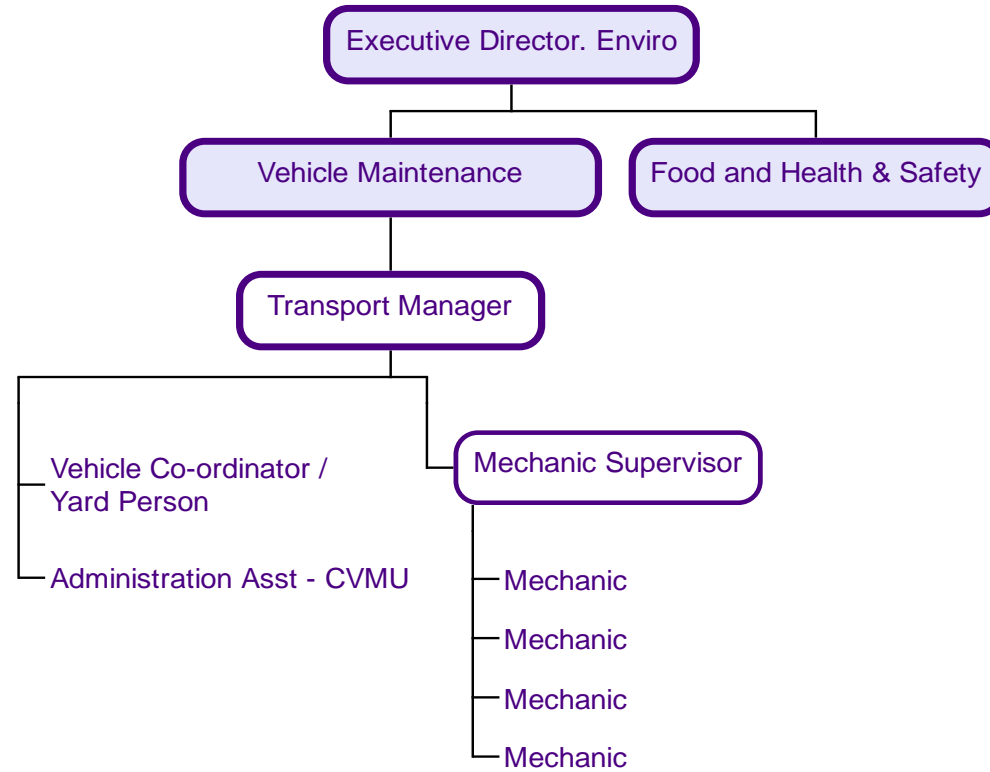 Executive Director. Enviro
Vehicle Maintenance
Food and Health & Safety
Transport Manager
Vehicle Co-ordinator /
Yard Person
Mechanic Supervisor
Administration Asst - CVMU
Mechanic
Mechanic
Mechanic
Mechanic